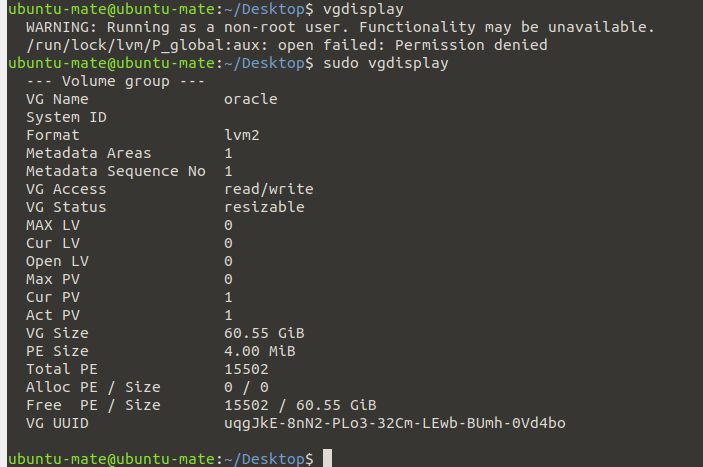 ubuntu-mate@ubuntu-mate:~/Desktop$ vgdisplay
  WARNING: Running as a non-root user. Functionality may be unavailable.
  /run/lock/lvm/P_global:aux: open failed: Permission denied
ubuntu-mate@ubuntu-mate:~/Desktop$ sudo vgdisplay
  --- Volume group ---
  VG Name               oracle
  System ID
  Format                lvm2
  Metadata Areas        1
  Metadata Sequence No  1
  VG Access             read/write
  VG Status             resizable
  MAX LV                0
  Cur LV                0
  Open LV               0
  Max PV                0
  Cur PV                1
  Act PV                1
  VG Size               60.55 GiB
  PE Size               4.00 MiB
  Total PE              15502
  Alloc PE / Size       0 / 0
  Free  PE / Size       15502 / 60.55 GiB
  VG UUID               uqgJkE-8nN2-PLo3-32Cm-LEwb-BUmh-0Vd4bo

ubuntu-mate@ubuntu-mate:~/Desktop$